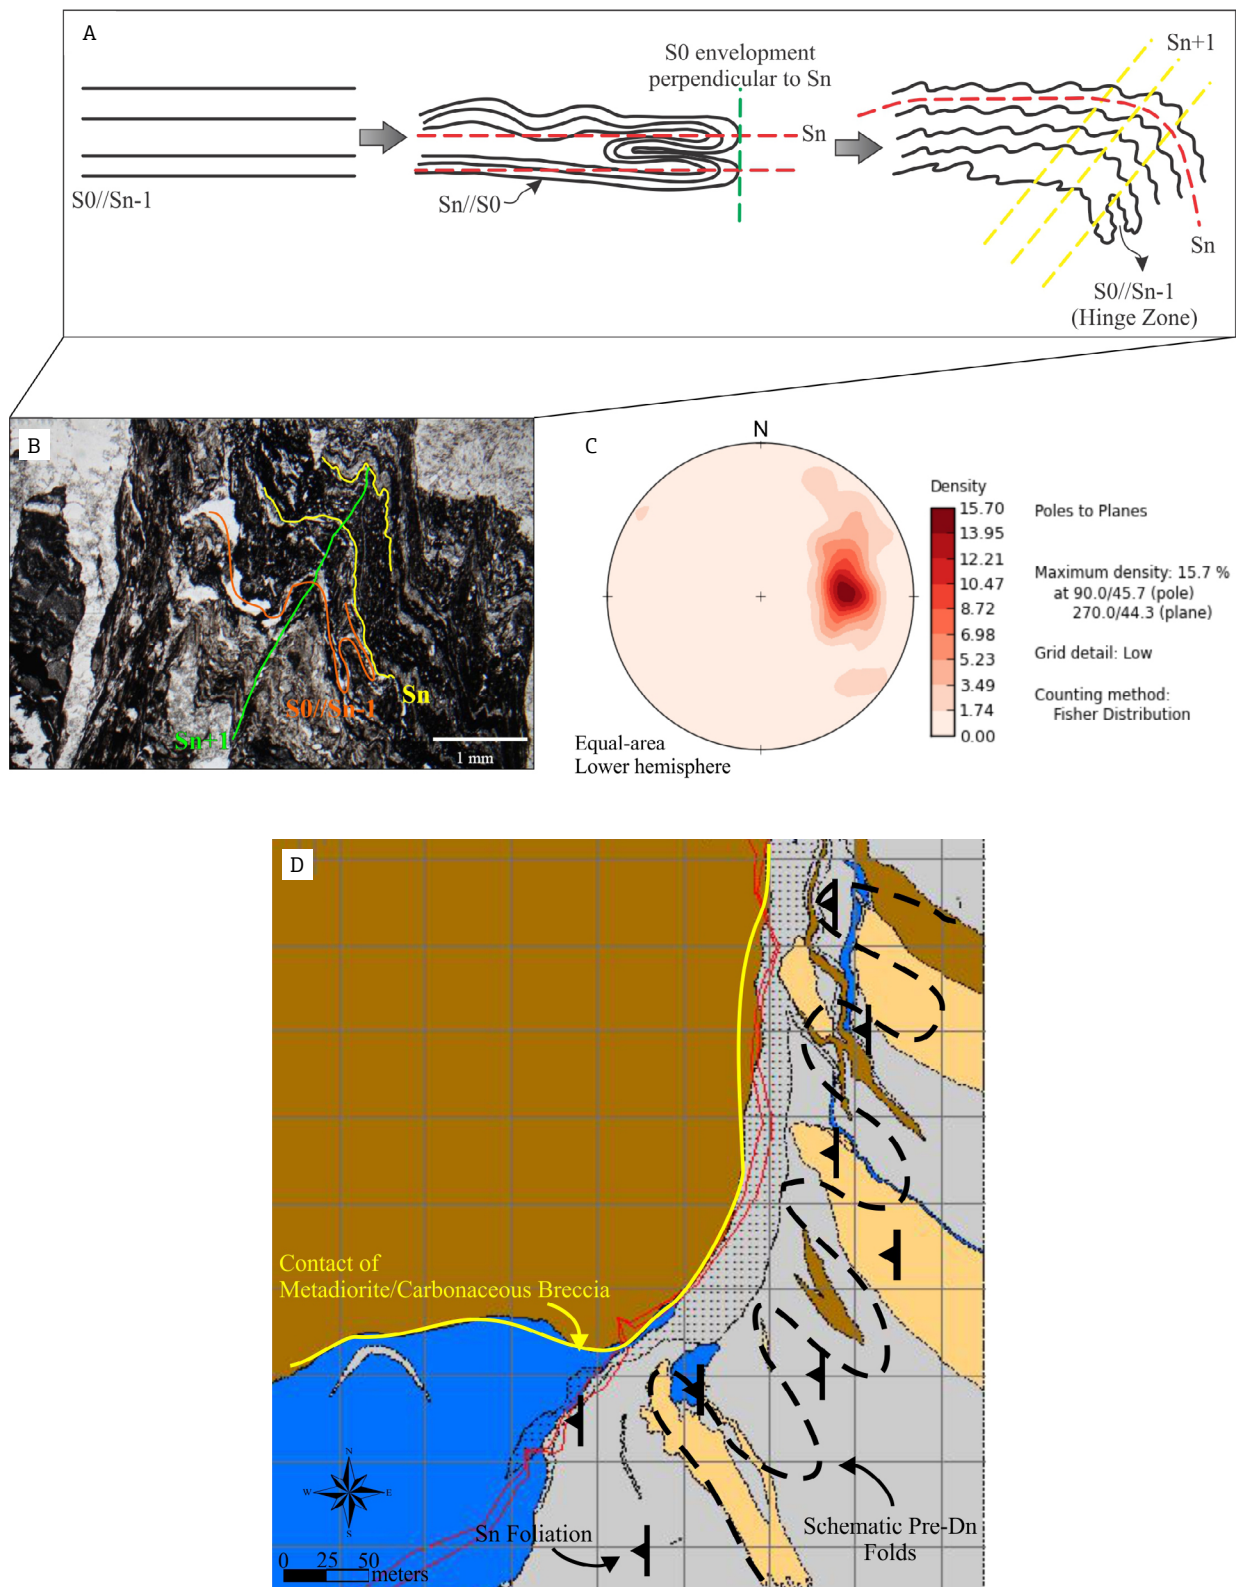 A
S0//Sn-1
S0 envelopment
perpendicular to Sn
Sn
Sn//S0
Sn+1
Sn
S0//Sn-1
(Hinge Zone)
B
Sn
S0//Sn-1
Sn+1
1 mm
C
N
Equal-area
Lower hemisphere
Density
15.70
13.95
12.21
10.47
8.72
6.98
5.23
3.49
1.74
0.00
Poles to Planes
Maximum density: 15.7 %
at 90.0/45.7 (pole)
270.0/44.3 (plane)
Grid detail: Low
Counting method:
Fisher Distribution
D
Contact of
Metadiorite/Carbonaceous Breccia
N
W
E
S
0 25 50
meters
Sn Foliation
Schematic Pre-Dn
Folds